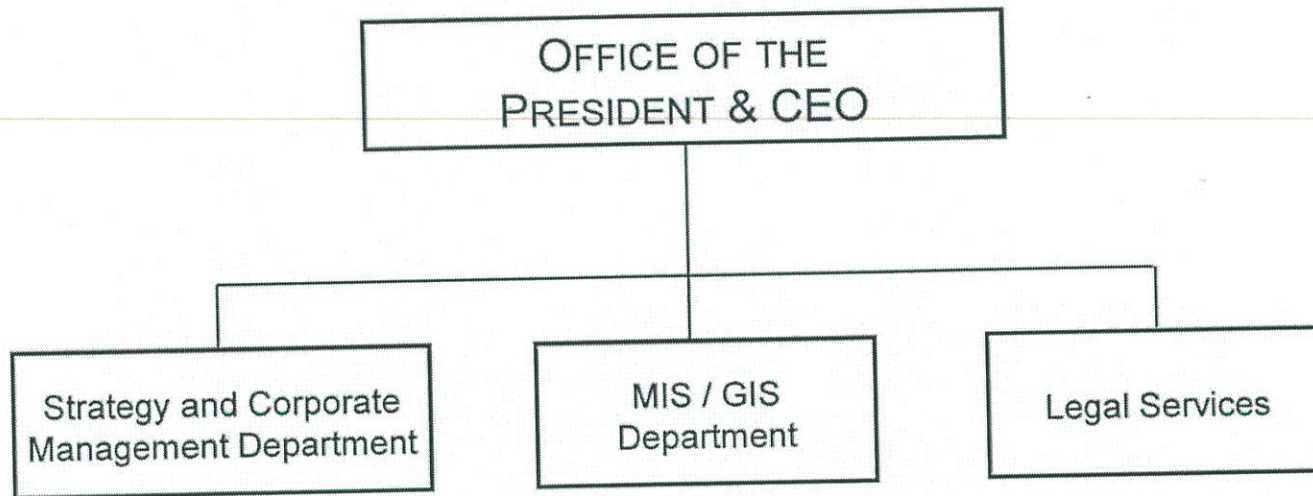 OFFICE OF THE
PRESIDENT & CEO
Strategy and Corporate
Management Department
MIS / GIS
Department
Legal Services